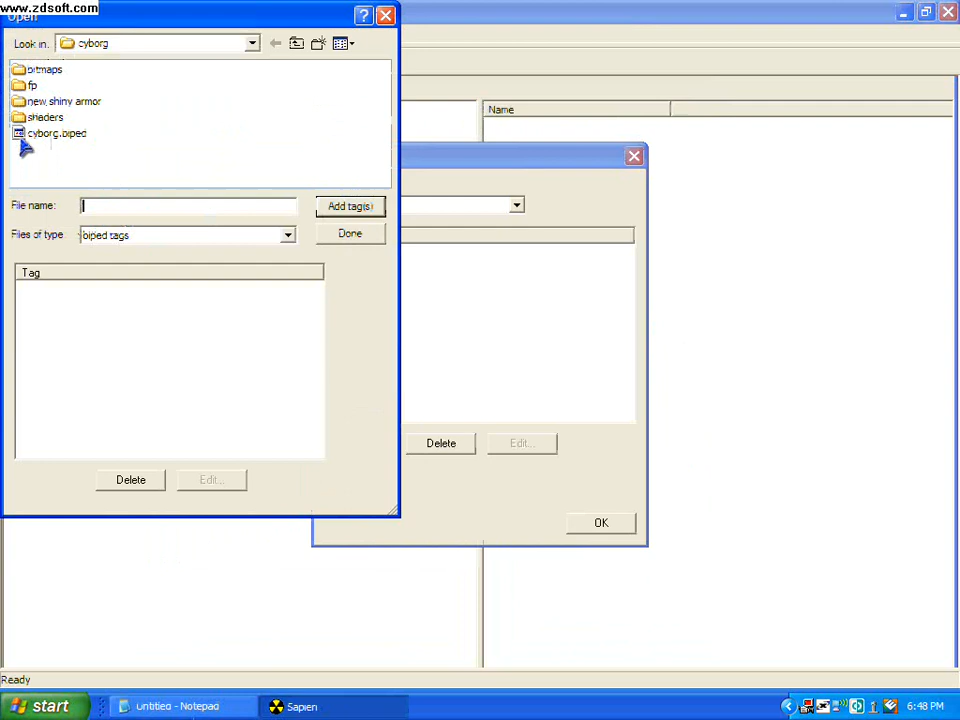 www.zdsoft.com
Open
Look in:
cyborg
bitmaps
fp
new shiny armor
shaders
cyborg.biped
File name:
Add tag(s)
Files of type:
biped tags
Done
Tag
Delete
Edit...
Name
Delete
Edit...
OK
Ready
start
untitled - Notepad
Sapien
6:48 PM